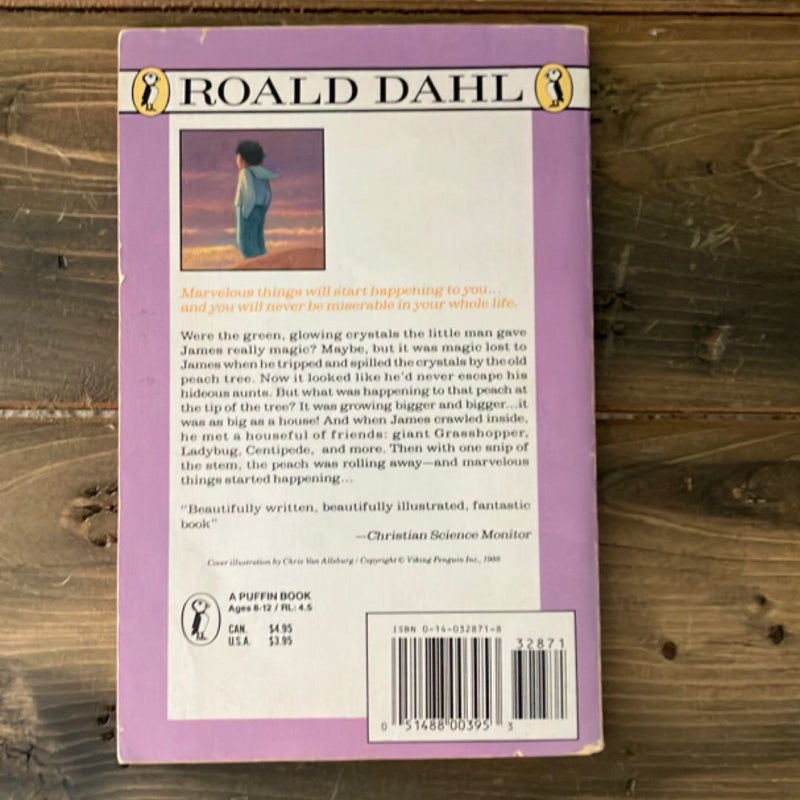 ROALD DAHL
Marvelous things will start happening to you...
and you will never be miserable in your whole life.
Were the green, glowing crystals the little man gave
James really magic? Maybe, but it was magic lost to
James when he tripped and spilled the crystals by the old
peach tree. Now it looked like he'd never escape his
hideous aunts. But what was happening to that peach at
the tip of the tree? It was growing bigger and bigger...it
was as big as a house! And when James crawled inside,
he met a houseful of friends: giant Grasshopper,
Ladybug, Centipede, and more. Then with one snip of
the stem, the peach was rolling away—and marvelous
things started happening...
"Beautifully written, beautifully illustrated, fantastic
book"
—Christian Science Monitor
Cover illustration by Chris Van Allsburg / Copyright © Viking Penguin Inc., 1988
A PUFFIN BOOK
Ages 8-12 / RL: 4.5
CAN. $4.95
U.S.A. $3.95
ISBN 0-14-032871-8
32871
0 51488 00395 3